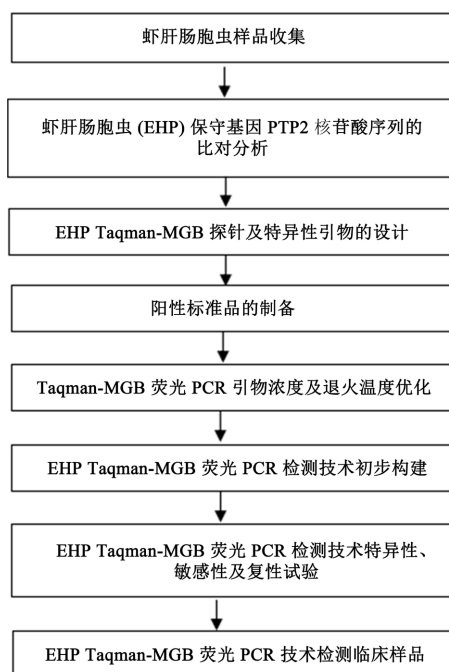 虾肝肠胞虫样品收集
虾肝肠胞虫 (EHP) 保守基因 PTP2 核苷酸序列的
比对分析
EHP Taqman-MGB 探针及特异性引物的设计
阳性标准品的制备
Taqman-MGB 荧光 PCR 引物浓度及退火温度优化
EHP Taqman-MGB 荧光 PCR 检测技术初步构建
EHP Taqman-MGB 荧光 PCR 检测技术特异性、
敏感性及复性试验
EHP Taqman-MGB 荧光 PCR 技术检测临床样品